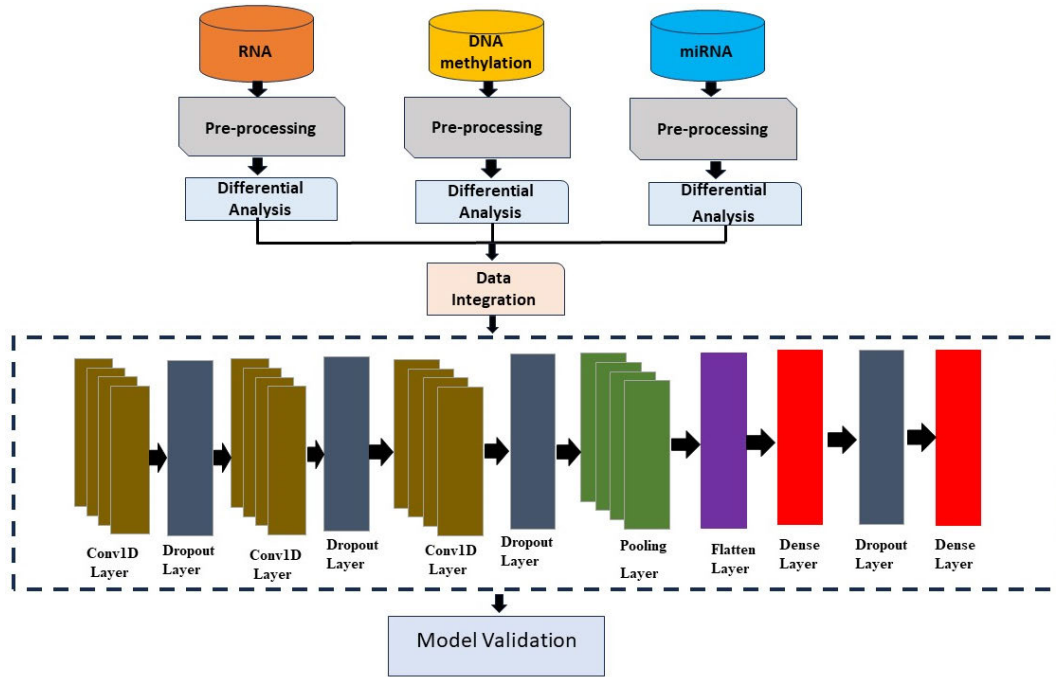 RNA
DNA
methylation
miRNA
Pre-processing
Pre-processing
Pre-processing
Differential
Analysis
Differential
Analysis
Differential
Analysis
Data
Integration
Conv1D
Layer
Dropout
Layer
Conv1D
Layer
Dropout
Layer
Conv1D
Layer
Dropout
Layer
Pooling
Layer
Flatten
Layer
Dense
Layer
Dropout
Layer
Dense
Layer
Model Validation